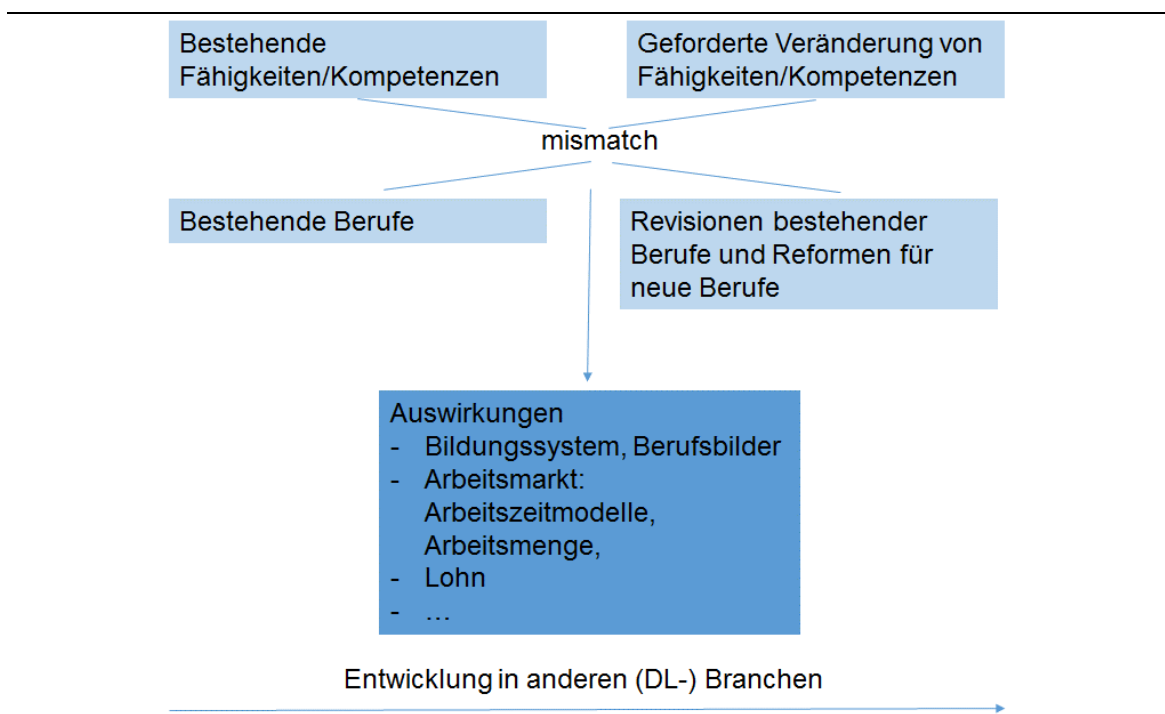 Bestehende
Fähigkeiten/Kompetenzen
Geforderte Veränderung von
Fähigkeiten/Kompetenzen
mismatch
Bestehende Berufe
Revisionen bestehender
Berufe und Reformen für
neue Berufe
Auswirkungen
- Bildungssystem, Berufsbilder
- Arbeitsmarkt:
Arbeitszeitmodelle,
Arbeitsmenge,
- Lohn
- …
Entwicklung in anderen (DL-) Branchen